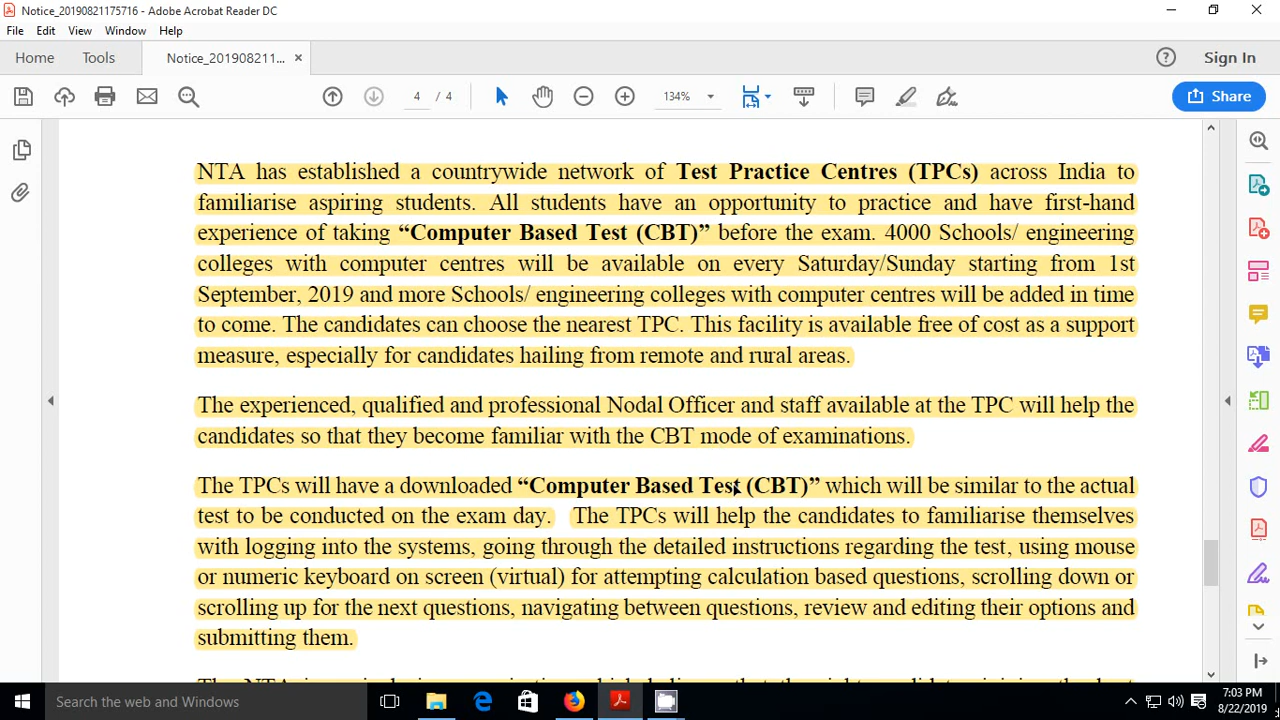 Notice_20190821175716 - Adobe Acrobat Reader DC
File Edit View Window Help
Home Tools Notice_201908211... × Sign In
4 / 4 134% Share
NTA has established a countrywide network of Test Practice Centres (TPCs) across India to
familiarise aspiring students. All students have an opportunity to practice and have first-hand
experience of taking “Computer Based Test (CBT)” before the exam. 4000 Schools/ engineering
colleges with computer centres will be available on every Saturday/Sunday starting from 1st
September, 2019 and more Schools/ engineering colleges with computer centres will be added in time
to come. The candidates can choose the nearest TPC. This facility is available free of cost as a support
measure, especially for candidates hailing from remote and rural areas.
The experienced, qualified and professional Nodal Officer and staff available at the TPC will help the
candidates so that they become familiar with the CBT mode of examinations.
The TPCs will have a downloaded “Computer Based Test (CBT)” which will be similar to the actual
test to be conducted on the exam day. The TPCs will help the candidates to familiarise themselves
with logging into the systems, going through the detailed instructions regarding the test, using mouse
or numeric keyboard on screen (virtual) for attempting calculation based questions, scrolling down or
scrolling up for the next questions, navigating between questions, review and editing their options and
submitting them.
Search the web and Windows
7:03 PM
8/22/2019